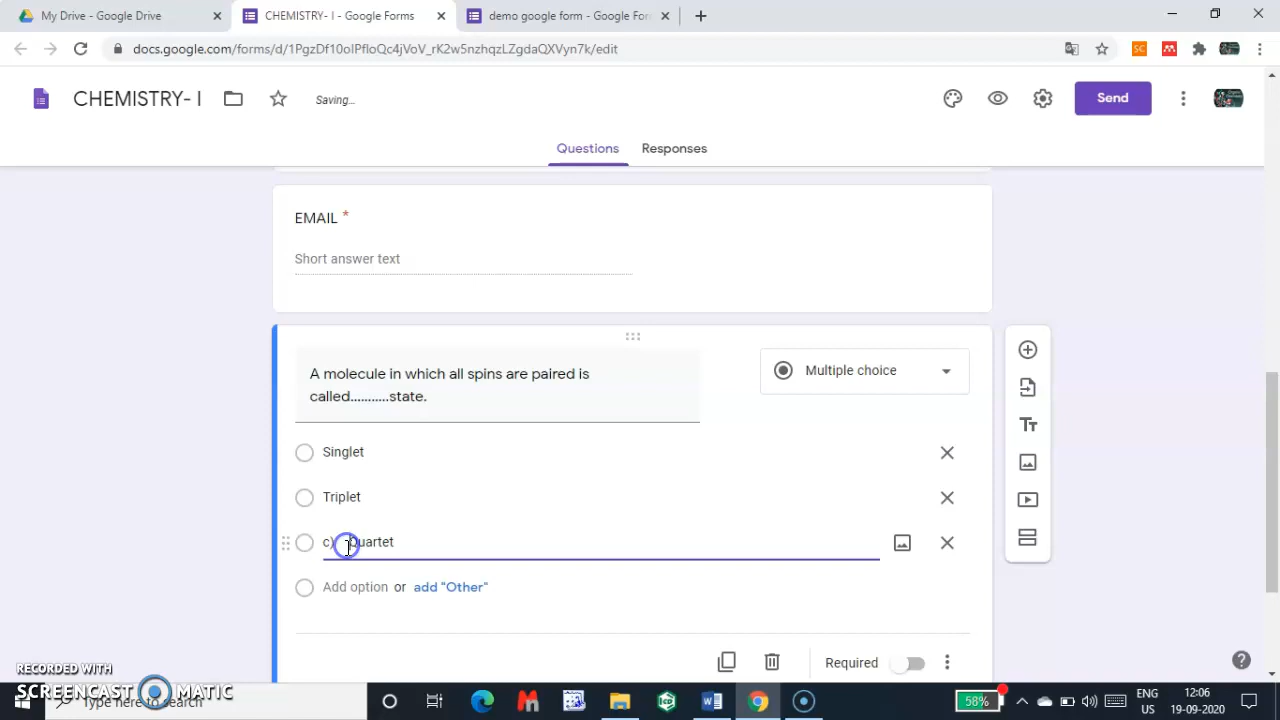 My Drive - Google Drive
CHEMISTRY- I - Google Forms
demo google form - Google For
docs.google.com/forms/d/1PgzDf10oIPfIoQc4jVoV_rK2w5nzhqzLZgdaQXVyn7k/edit
SC
CHEMISTRY- I
Saving...
Send
Questions
Responses
EMAIL *
Short answer text
A molecule in which all spins are paired is
called...........state.
Multiple choice
Singlet
Triplet
c) Quartet
Add option or add "Other"
Required
RECORDED WITH
SCREENCAST MATIC
Type here to search
58%
ENG
US
12:06
19-09-2020